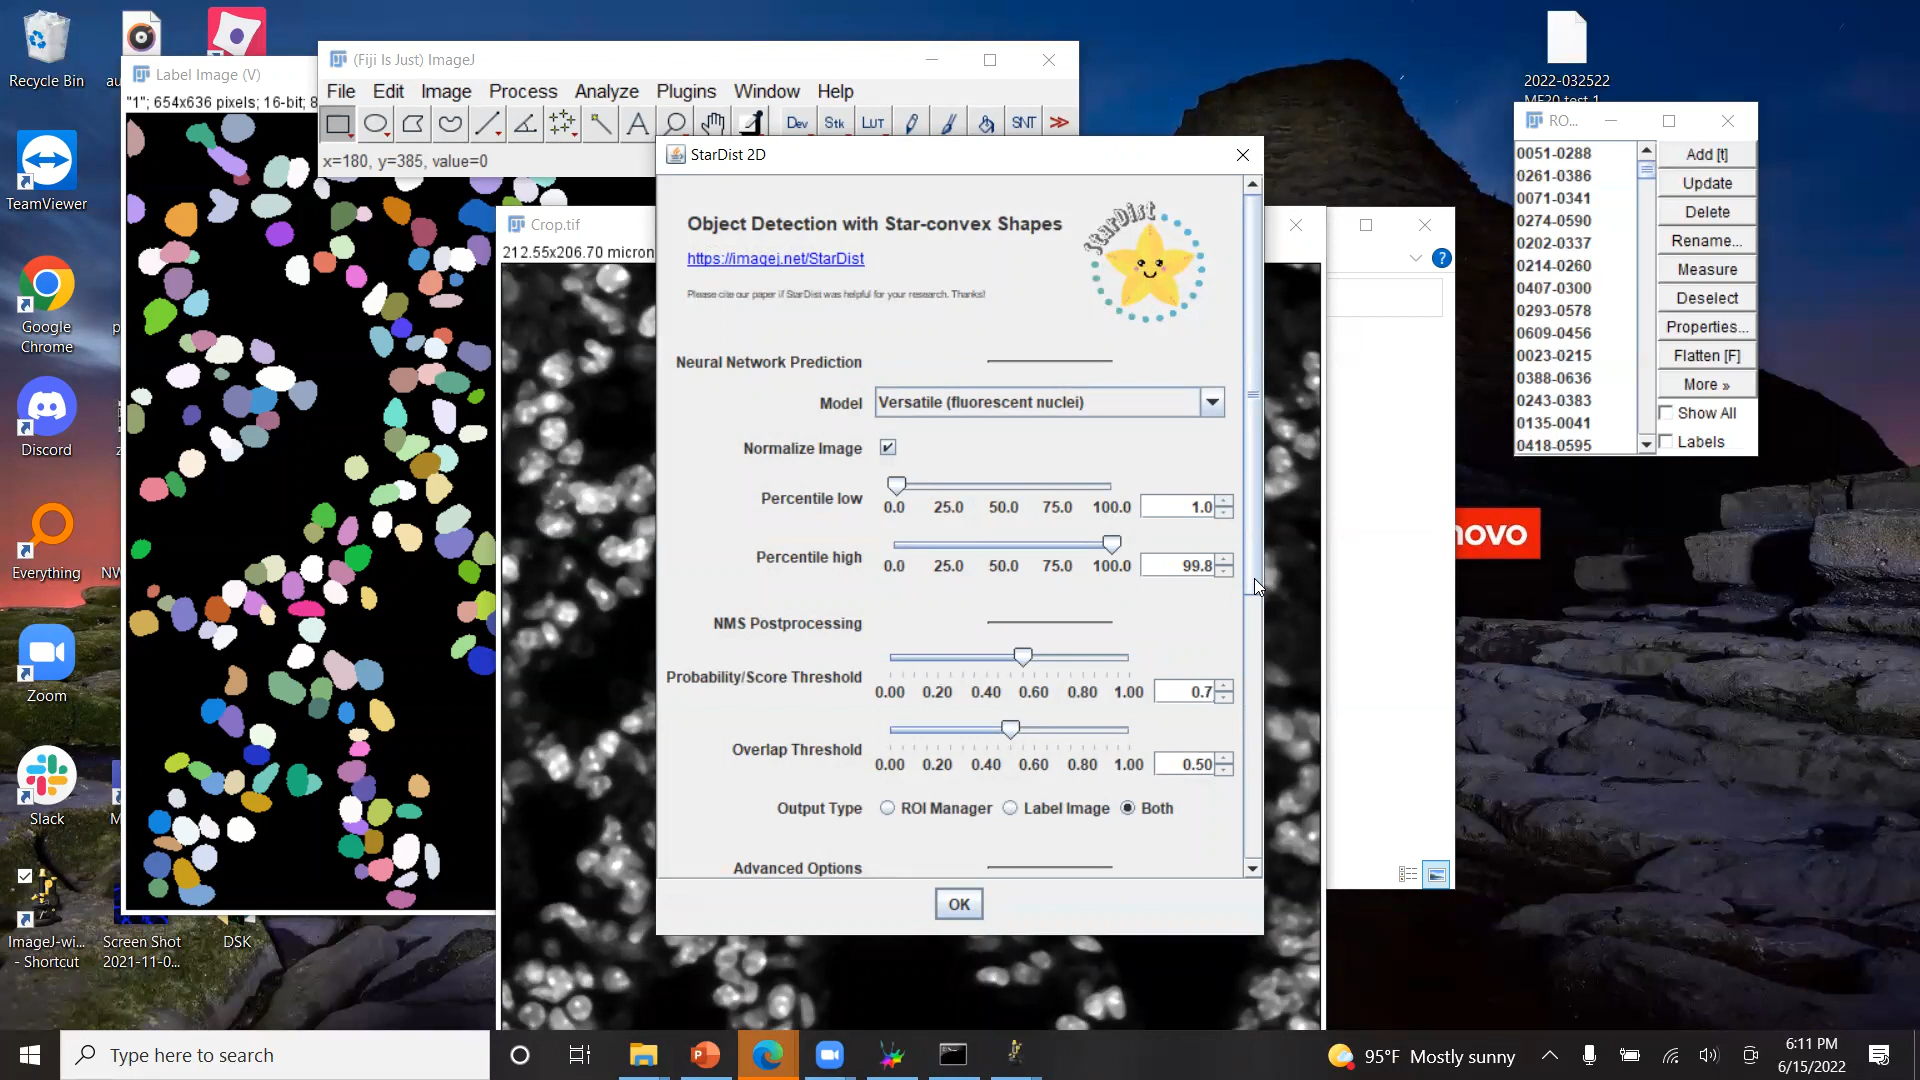 Recycle Bin
au
TeamViewer
Google
Chrome
p
Discord
Everything
NW
Zoom
Slack
M
ImageJ-wi...
- Shortcut
Screen Shot
2021-11-0...
DSK
2022-032522
MF20 test 1
Label Image (V)
"1"; 654x636 pixels; 16-bit; 8
(Fiji Is Just) ImageJ
File Edit Image Process Analyze Plugins Window Help
Dev Stk LUT SNT >>
x=180, y=385, value=0
Crop.tif
212.55x206.70 micron
StarDist 2D
Object Detection with Star-convex Shapes
https://imagej.net/StarDist
Please cite our paper if StarDist was helpful for your research. Thanks!
StarDist
Neural Network Prediction
Model Versatile (fluorescent nuclei)
Normalize Image
Percentile low 0.0 25.0 50.0 75.0 100.0 1.0
Percentile high 0.0 25.0 50.0 75.0 100.0 99.8
NMS Postprocessing
Probability/Score Threshold 0.00 0.20 0.40 0.60 0.80 1.00 0.7
Overlap Threshold 0.00 0.20 0.40 0.60 0.80 1.00 0.50
Output Type ROI Manager Label Image Both
Advanced Options
OK
RO...
0051-0288
0261-0386
0071-0341
0274-0590
0202-0337
0214-0260
0407-0300
0293-0578
0609-0456
0023-0215
0388-0636
0243-0383
0135-0041
0418-0595
Add [t]
Update
Delete
Rename...
Measure
Deselect
Properties...
Flatten [F]
More »
Show All
Labels
novo
Type here to search
95°F Mostly sunny
6:11 PM
6/15/2022